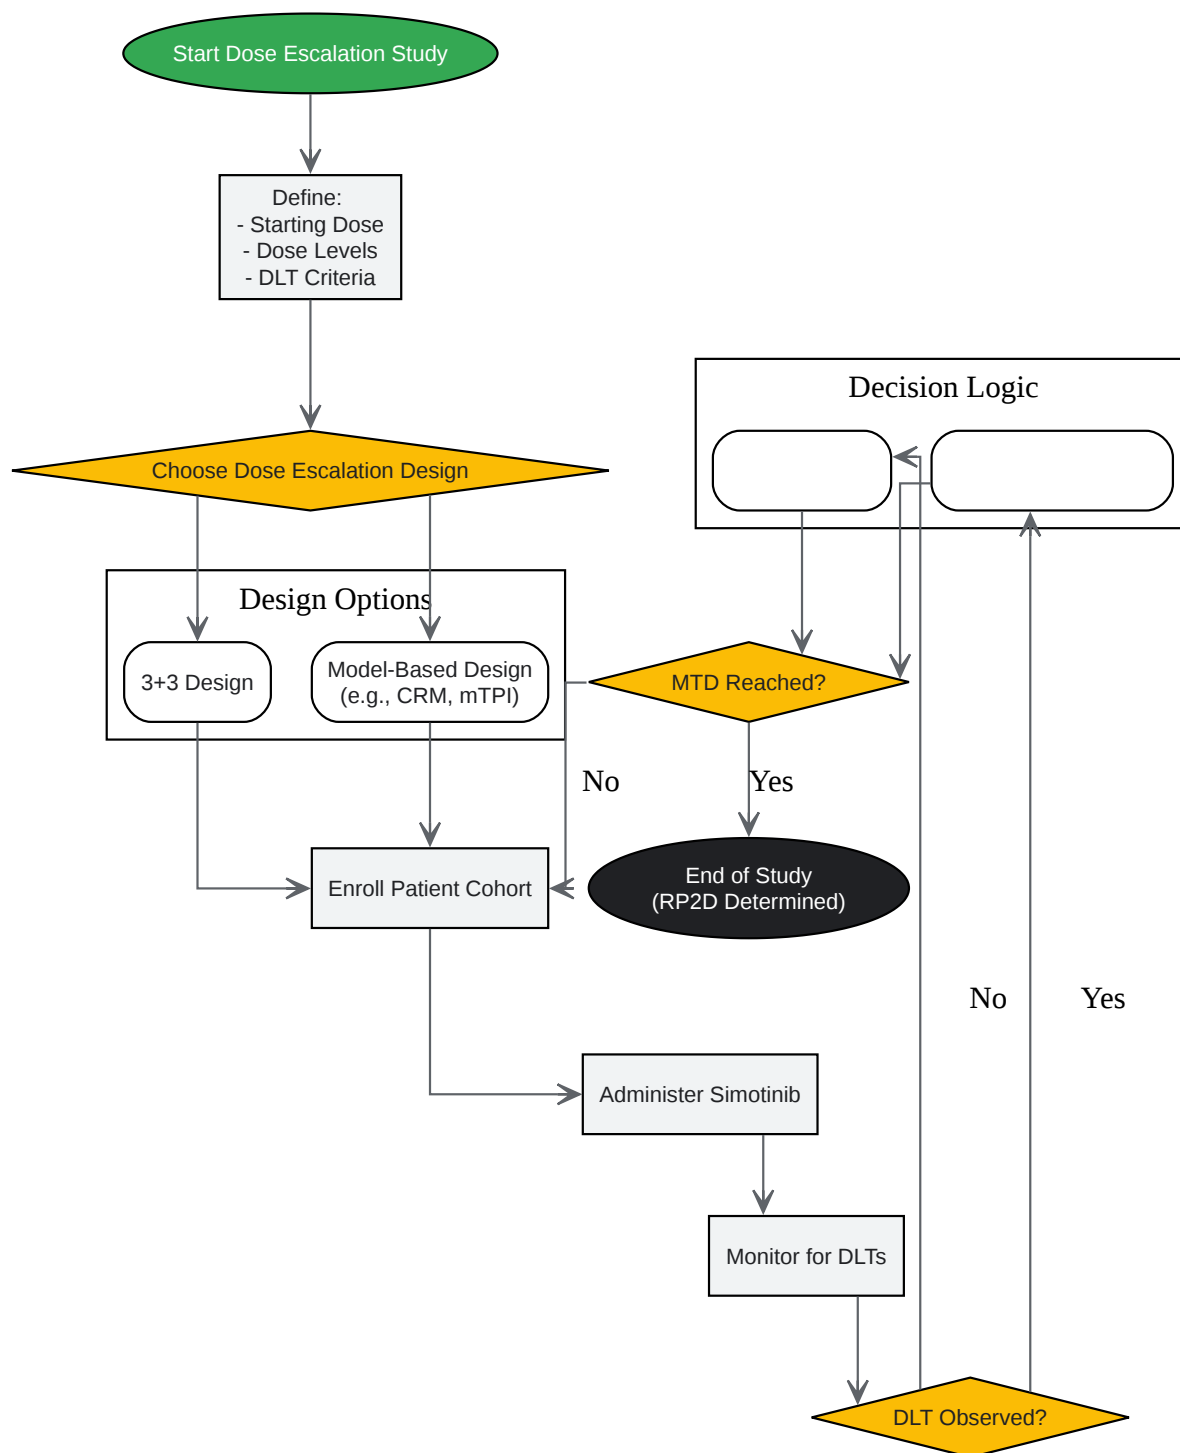 Start Dose Escalation Study
Define:
- Starting Dose
- Dose Levels
- DLT Criteria
Decision Logic
Choose Dose Escalation Design
Design Options
3+3 Design
Model-Based Design
(e.g., CRM, mTPI)
MTD Reached?
No
Yes
Enroll Patient Cohort
End of Study
(RP2D Determined)
No
Yes
Administer Simotinib
Monitor for DLTs
DLT Observed?